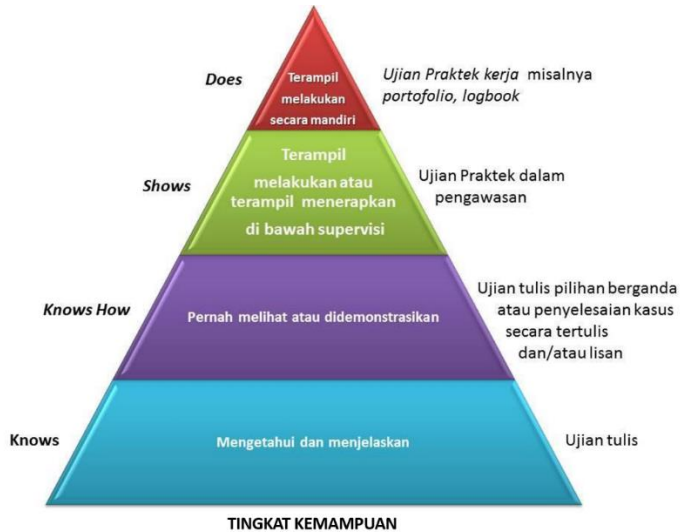 Does
Terampil
melakukan
secara mandiri
Ujian Praktek kerja misalnya
portofolio, logbook
Shows
Terampil
melakukan atau
terampil menerapkan
di bawah supervisi
Ujian Praktek dalam
pengawasan
Knows How
Pernah melihat atau didemonstrasikan
Ujian tulis pilihan berganda
atau penyelesaian kasus
secara tertulis
dan/atau lisan
Knows
Mengetahui dan menjelaskan
Ujian tulis
TINGKAT KEMAMPUAN